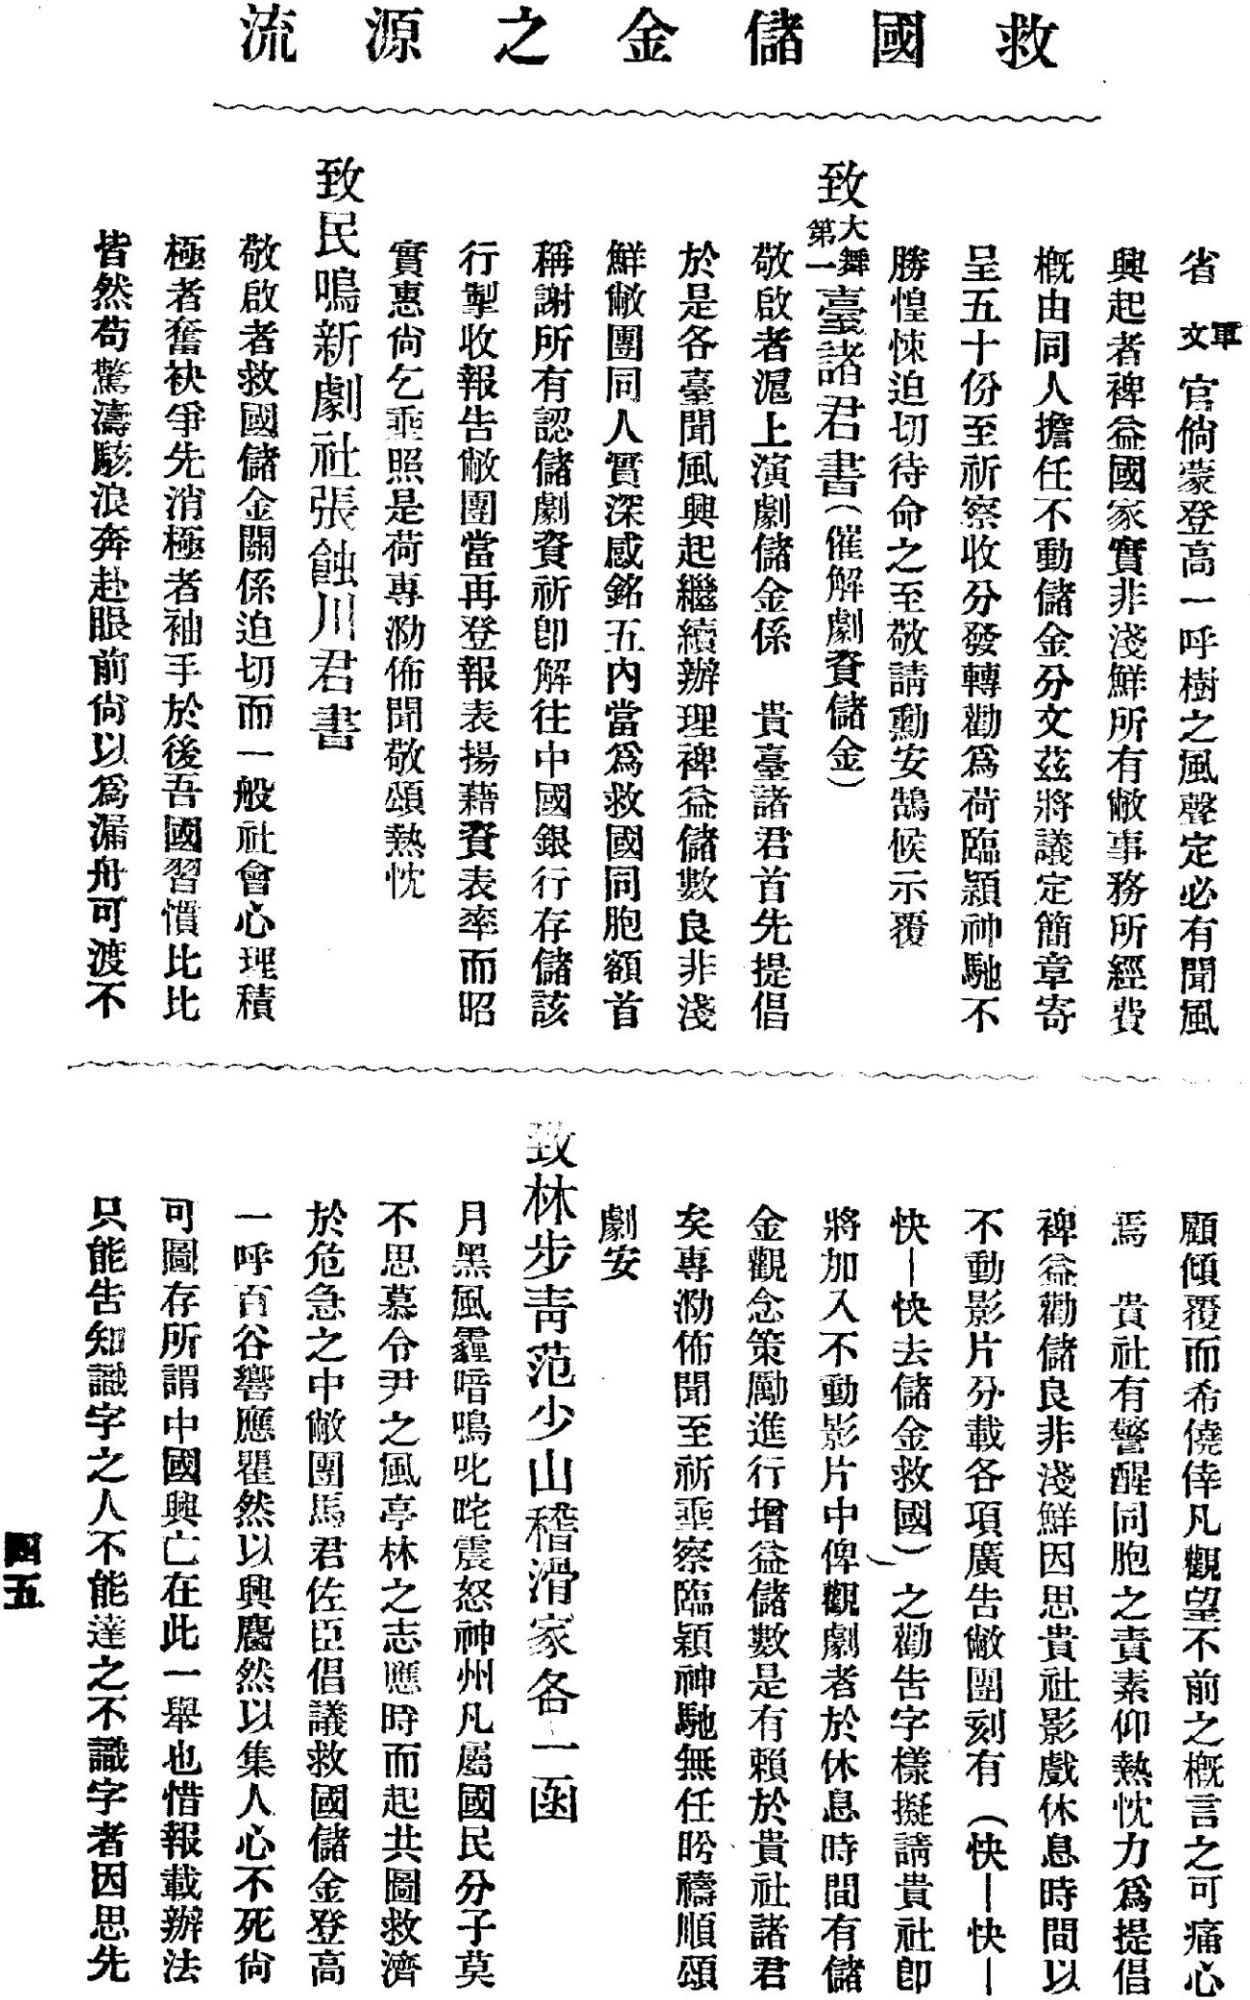 救國儲金之源流
省 軍文官倘蒙登高一呼樹之風聲定必有聞風
興起者裨益國家實非淺鮮所有敝事務所經費
概由同人擔任不動儲金分文茲將議定簡章寄
呈五十份至祈察收分發轉勸爲荷臨穎神馳不
勝惶悚迫切待命之至敬請勳安鵠候示覆
致大舞第一臺諸君書(催解劇資儲金)
敬啟者滬上演劇儲金係 貴臺諸君首先提倡
於是各臺聞風興起繼續辦理裨益儲數良非淺
鮮敝團同人實深感銘五內當爲救國同胞額首
稱謝所有認儲劇資祈卽解往中國銀行存儲該
行掣收報告敝團當再登報表揚藉資表率而昭
實惠尙乞垂照是荷專泐佈聞敬頌熱忱
致民鳴新劇社張蝕川君書
敬啟者救國儲金關係迫切而一般社會心理積
極者奮袂爭先消極者袖手於後吾國習慣比比
皆然苟驚濤駭浪奔赴眼前尙以爲漏舟可渡不
顧傾覆而希僥倖凡觀望不前之概言之可痛心
焉 貴社有警醒同胞之責素仰熱忱力爲提倡
裨益勸儲良非淺鮮因思貴社影戲休息時間以
不動影片分載各項廣告敝團刻有(快—快—
快—快去儲金救國)之勸告字樣擬請貴社卽
將加入不動影片中俾觀劇者於休息時間有儲
金觀念策勵進行增益儲數是有賴於貴社諸君
矣專泐佈聞至祈垂察臨穎神馳無任盼禱順頌
劇安
致林步靑范少山稽滑家各一函
月黑風霾喑鳴叱咤震怒神州凡屬國民分子莫
不思慕令尹之風亭林之志應時而起共圖救濟
於危急之中敝團馬君佐臣倡議救國儲金登高
一呼百谷響應瞿然以興麕然以集人心不死尙
可圖存所謂中國興亡在此一舉也惜報載辦法
只能告知識字之人不能達之不識字者因思先
四五